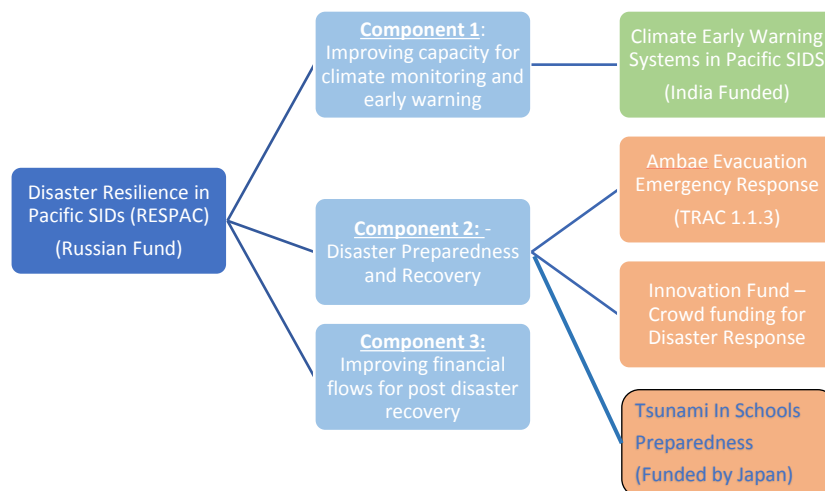 Disaster Resilience in
Pacific SIDs (RESPAC)
(Russian Fund)
Component 1:
Improving capacity for
climate monitoring and
early warning
Component 2: -
Disaster Preparedness
and Recovery
Component 3:
Improving financial
flows for post disaster
recovery
Climate Early Warning
Systems in Pacific SIDS
(India Funded)
Ambae Evacuation
Emergency Response
(TRAC 1.1.3)
Innovation Fund –
Crowd funding for
Disaster Response
Tsunami In Schools
Preparedness
(Funded by Japan)